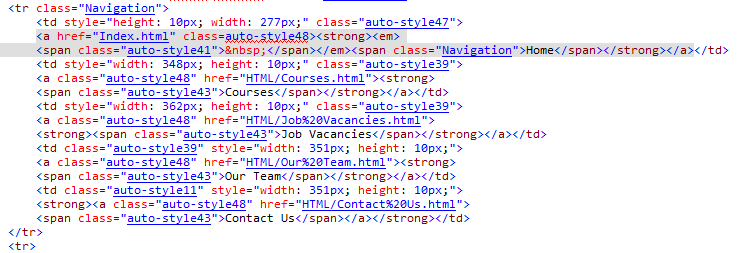 <tr class="Navigation">
<td style="height: 10px; width: 277px;" class="auto-style47">
<a href="Index.html" class=auto-style48><strong><em>
<span class="auto-style41">&nbsp;</span></em><span class="Navigation">Home</span></strong></a></td>
<td style="width: 348px; height: 10px;" class="auto-style39">
<a class="auto-style48" href="HTML/Courses.html"><strong>
<span class="auto-style43">Courses</span></a></td>
<td style="width: 362px; height: 10px;" class="auto-style39">
<a class="auto-style48" href="HTML/Job%20Vacancies.html">
<strong><span class="auto-style43">Job Vacancies</span></strong></a></td>
<td class="auto-style39" style="width: 351px; height: 10px;">
<a class="auto-style48" href="HTML/Our%20Team.html"><strong>
<span class="auto-style43">Our Team</span></strong></a></td>
<td class="auto-style11" style="width: 351px; height: 10px;">
<strong><a class="auto-style48" href="HTML/Contact%20Us.html">
<span class="auto-style43">Contact Us</span></a></strong></td>
</tr>
<tr>